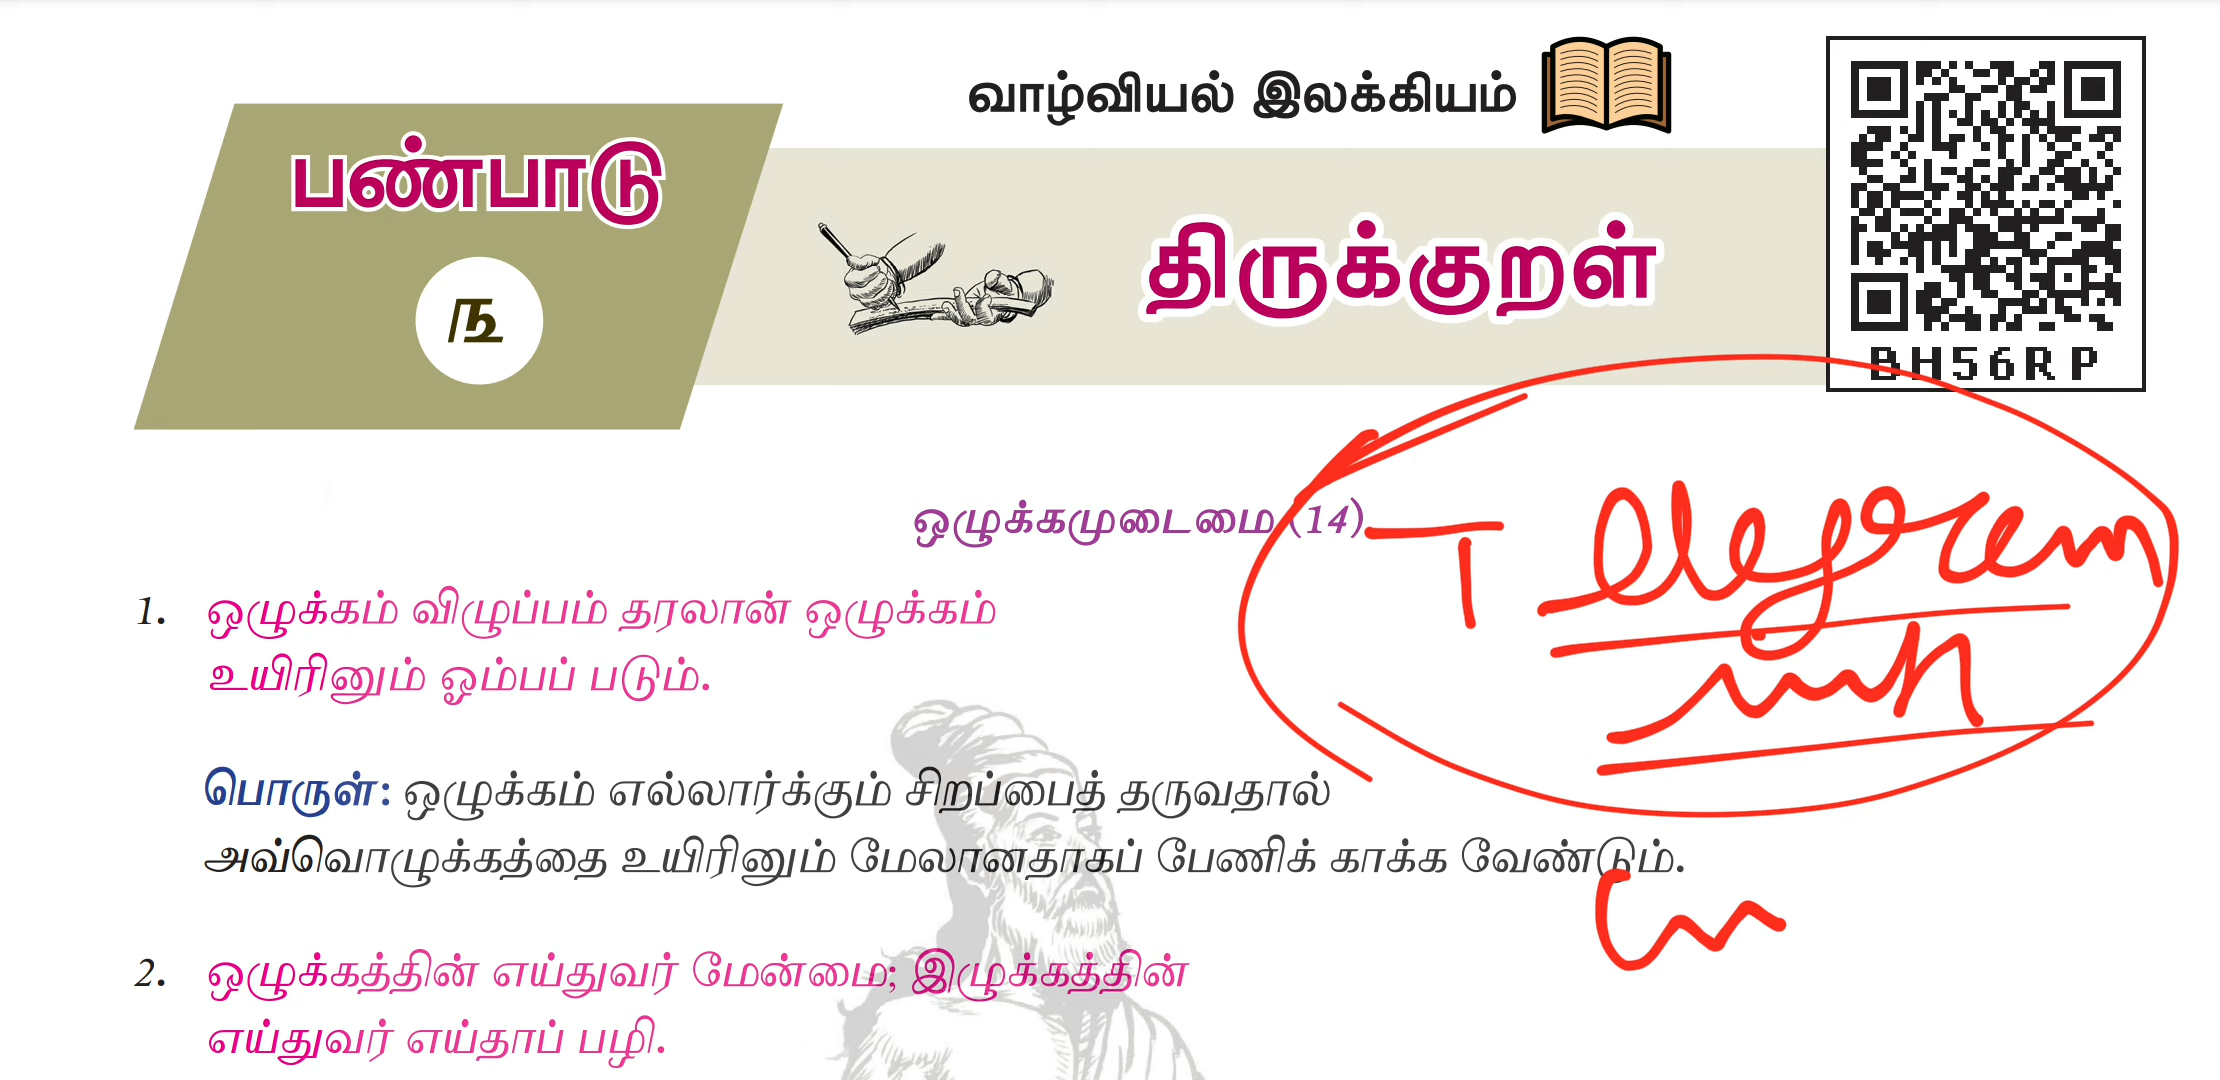 வாழ்வியல் இலக்கியம்
பண்பாடு
௩
திருக்குறள்
BH56RP
ஒழுக்கமுடைமை (14)
Telegram
1. ஒழுக்கம் விழுப்பம் தரலான் ஒழுக்கம்
உயிரினும் ஓம்பப் படும்.
பொருள்: ஒழுக்கம் எல்லார்க்கும் சிறப்பைத் தருவதால்
அவ்வொழுக்கத்தை உயிரினும் மேலானதாகப் பேணிக் காக்க வேண்டும்.
2. ஒழுக்கத்தின் எய்துவர் மேன்மை; இழுக்கத்தின்
எய்துவர் எய்தாப் பழி.